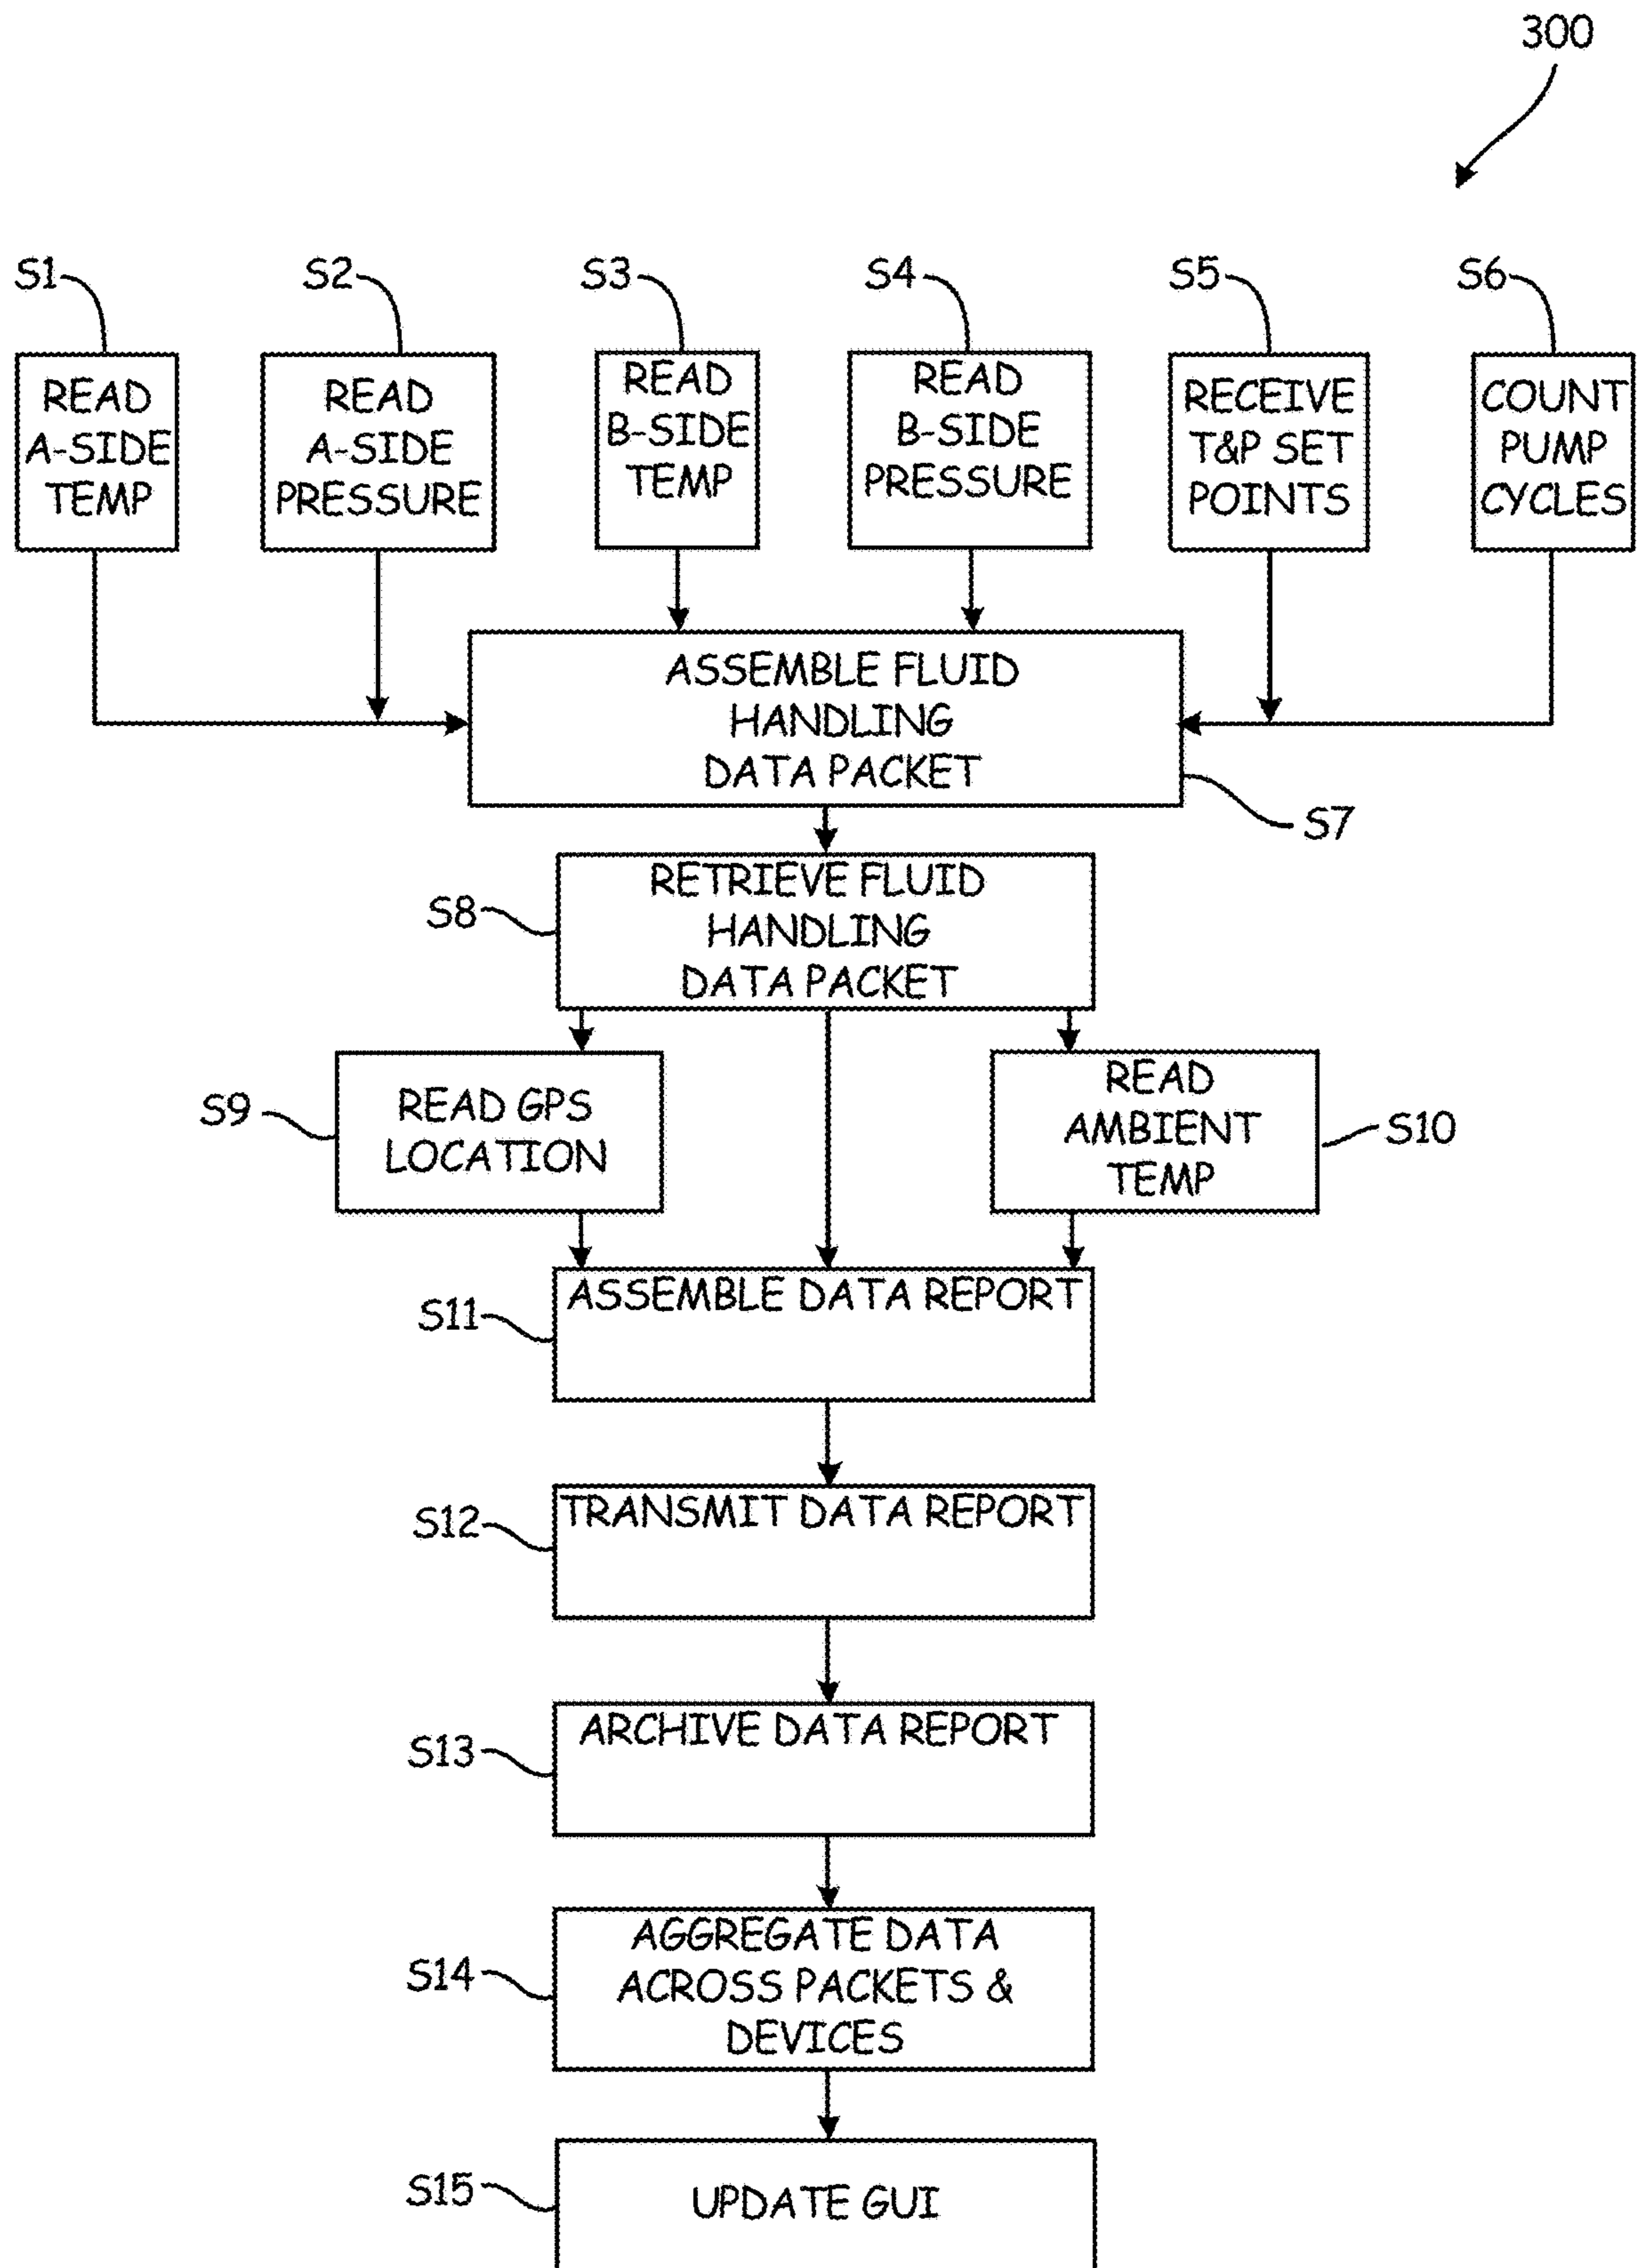 300
S1
S2
S3
S4
S5
S6
READ
A-SIDE
TEMP
READ
A-SIDE
PRESSURE
READ
B-SIDE
TEMP
READ
B-SIDE
PRESSURE
RECEIVE
T&P SET
POINTS
COUNT
PUMP
CYCLES
ASSEMBLE FLUID
HANDLING
DATA PACKET
S7
S8
RETRIEVE FLUID
HANDLING
DATA PACKET
S9
READ GPS
LOCATION
READ
AMBIENT
TEMP
S10
S11
ASSEMBLE DATA REPORT
S12
TRANSMIT DATA REPORT
S13
ARCHIVE DATA REPORT
S14
AGGREGATE DATA
ACROSS PACKETS &
DEVICES
S15
UPDATE GUI